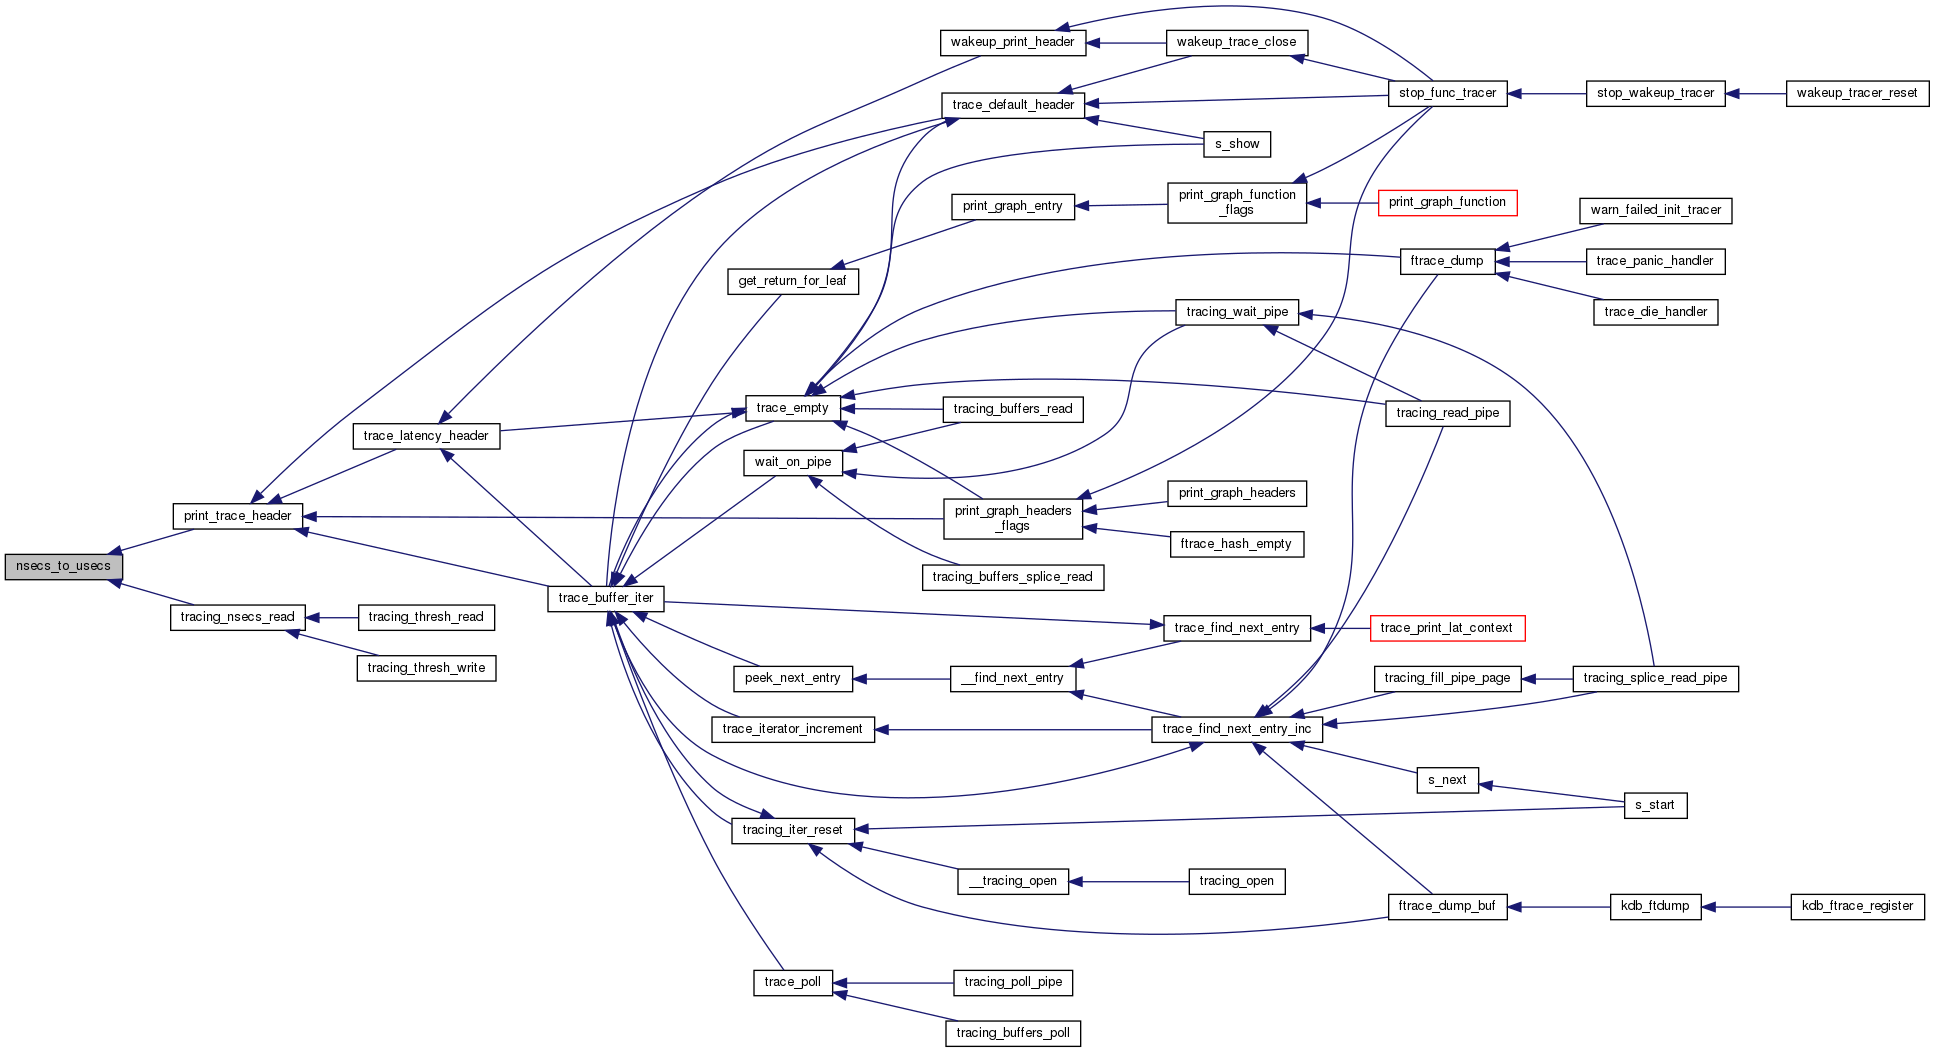 wakeup_print_header
wakeup_trace_close
stop_func_tracer
stop_wakeup_tracer
wakeup_tracer_reset
trace_default_header
s_show
print_graph_function
_flags
print_graph_function
print_graph_entry
warn_failed_init_tracer
ftrace_dump
trace_panic_handler
trace_die_handler
get_return_for_leaf
tracing_wait_pipe
trace_empty
tracing_buffers_read
tracing_read_pipe
trace_latency_header
wait_on_pipe
print_graph_headers
print_trace_header
print_graph_headers
_flags
ftrace_hash_empty
nsecs_to_usecs
tracing_buffers_splice_read
trace_buffer_iter
tracing_nsecs_read
tracing_thresh_read
tracing_thresh_write
trace_find_next_entry
trace_print_lat_context
peek_next_entry
__find_next_entry
tracing_fill_pipe_page
tracing_splice_read_pipe
trace_iterator_increment
trace_find_next_entry_inc
s_next
s_start
tracing_iter_reset
__tracing_open
tracing_open
ftrace_dump_buf
kdb_ftdump
kdb_ftrace_register
trace_poll
tracing_poll_pipe
tracing_buffers_poll